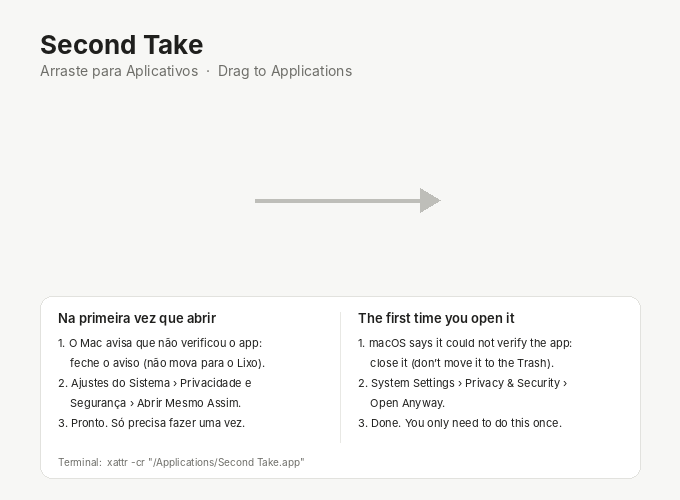 Second Take
Arraste para Aplicativos · Drag to Applications
Na primeira vez que abrir
1. O Mac avisa que não verificou o app:
feche o aviso (não mova para o Lixo).
2. Ajustes do Sistema › Privacidade e
Segurança › Abrir Mesmo Assim.
3. Pronto. Só precisa fazer uma vez.
The first time you open it
1. macOS says it could not verify the app:
close it (don’t move it to the Trash).
2. System Settings › Privacy & Security ›
Open Anyway.
3. Done. You only need to do this once.
Terminal: xattr -cr "/Applications/Second Take.app"